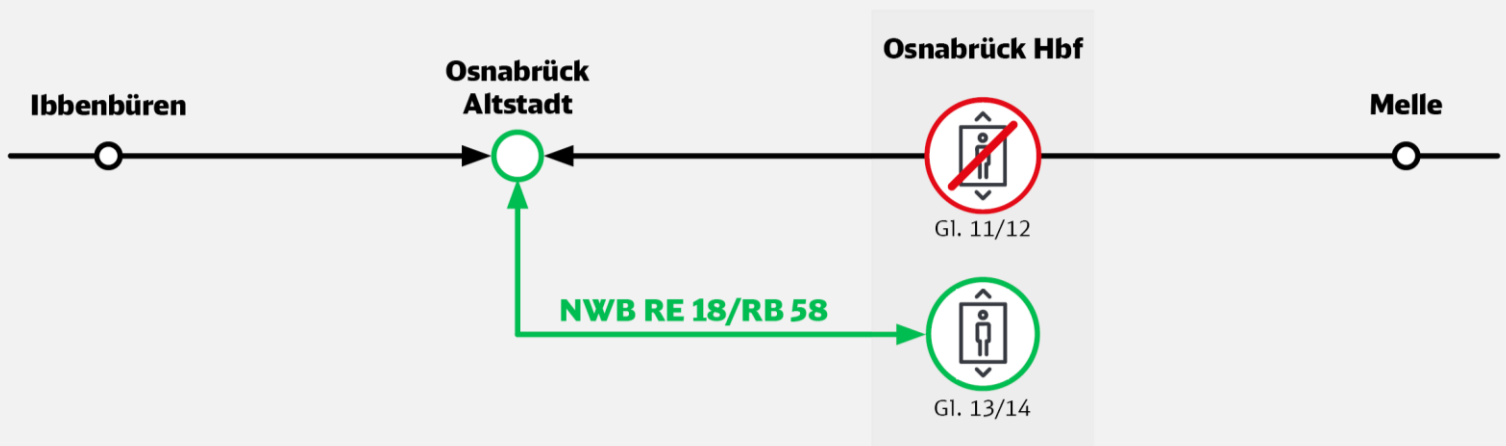 Ibbenbüren
Osnabrück
Altstadt
Osnabrück Hbf
Melle
Gl. 11/12
NWB RE 18/RB 58
Gl. 13/14